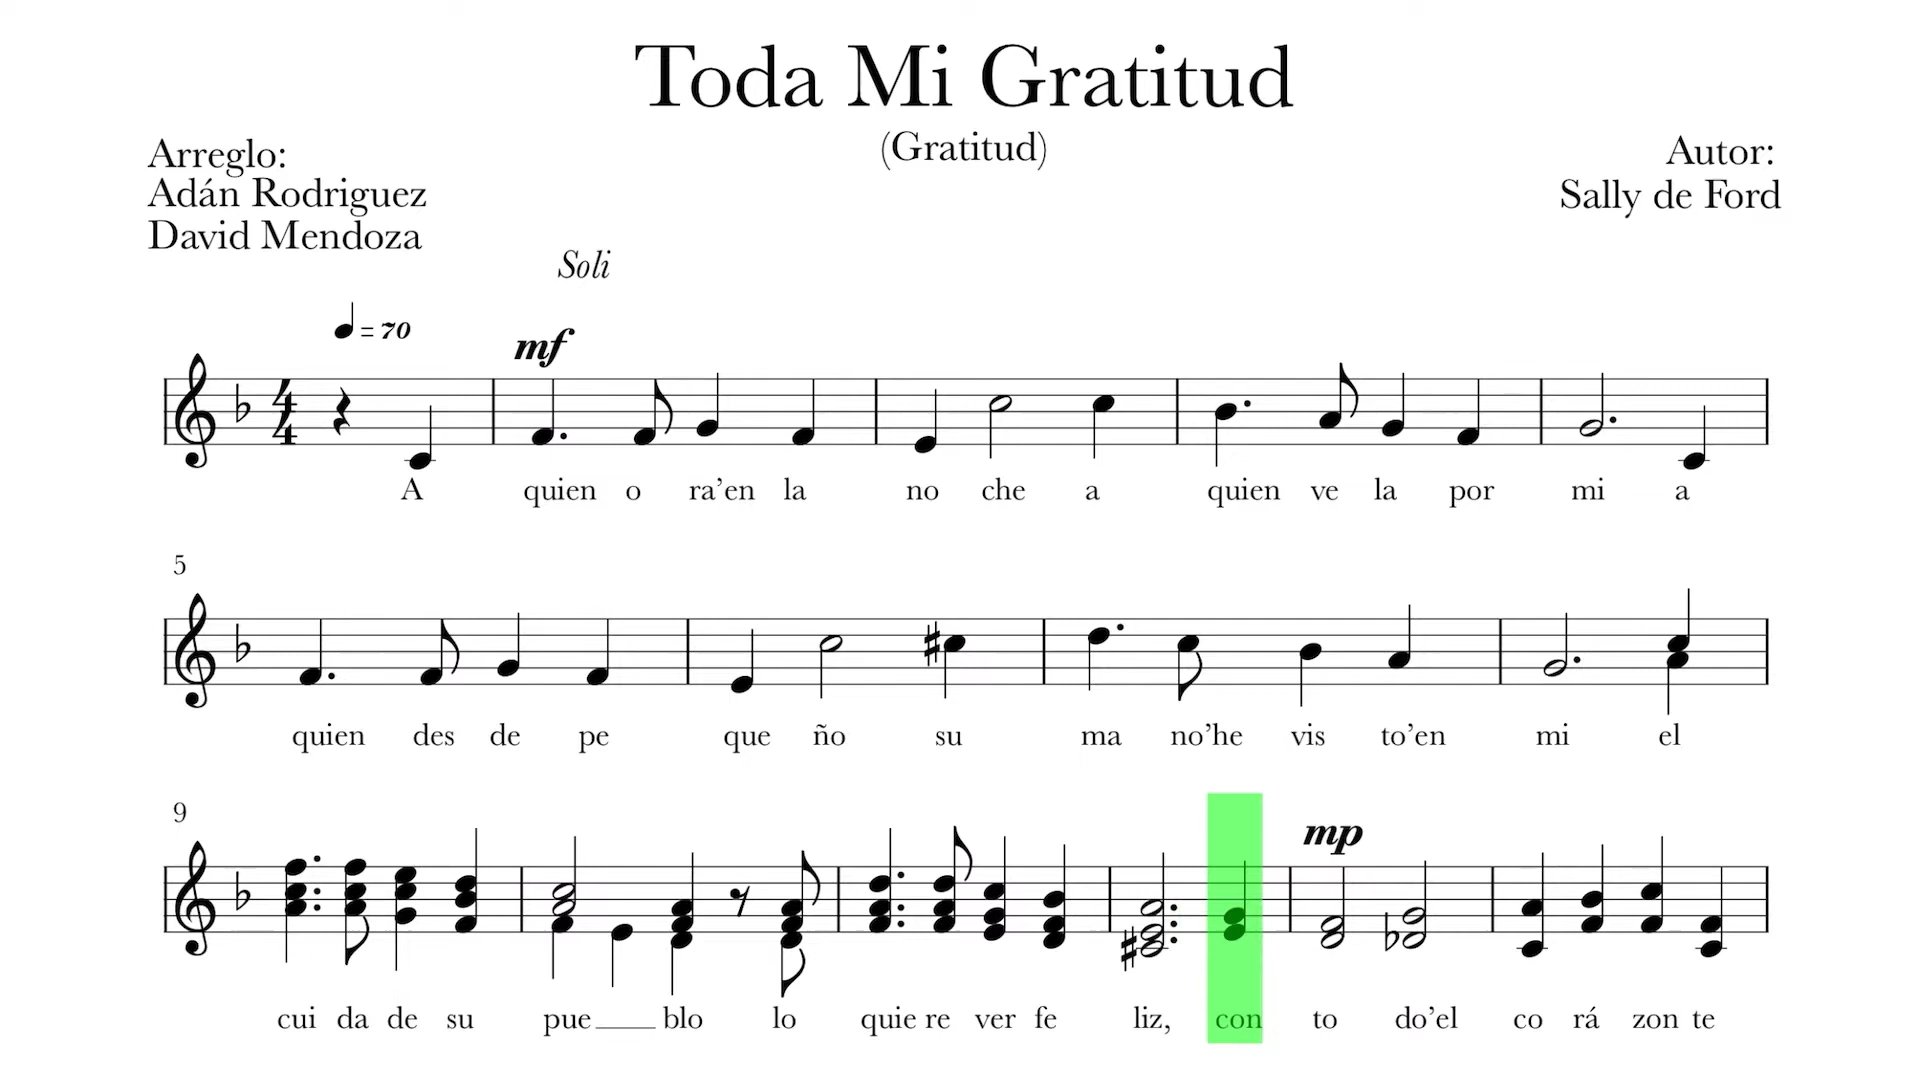 Toda Mi Gratitud
(Gratitud)
Arreglo:
Adán Rodriguez
David Mendoza
Autor:
Sally de Ford
Soli
= 70
mf
4
4
A quien o ra’en la no che a quien ve la por mi a
5
quien des de pe que ño su ma no’he vis to’en mi el
9
mp
cui da de su pue___ blo lo quie re ver fe liz, con to do’el co rá zon te